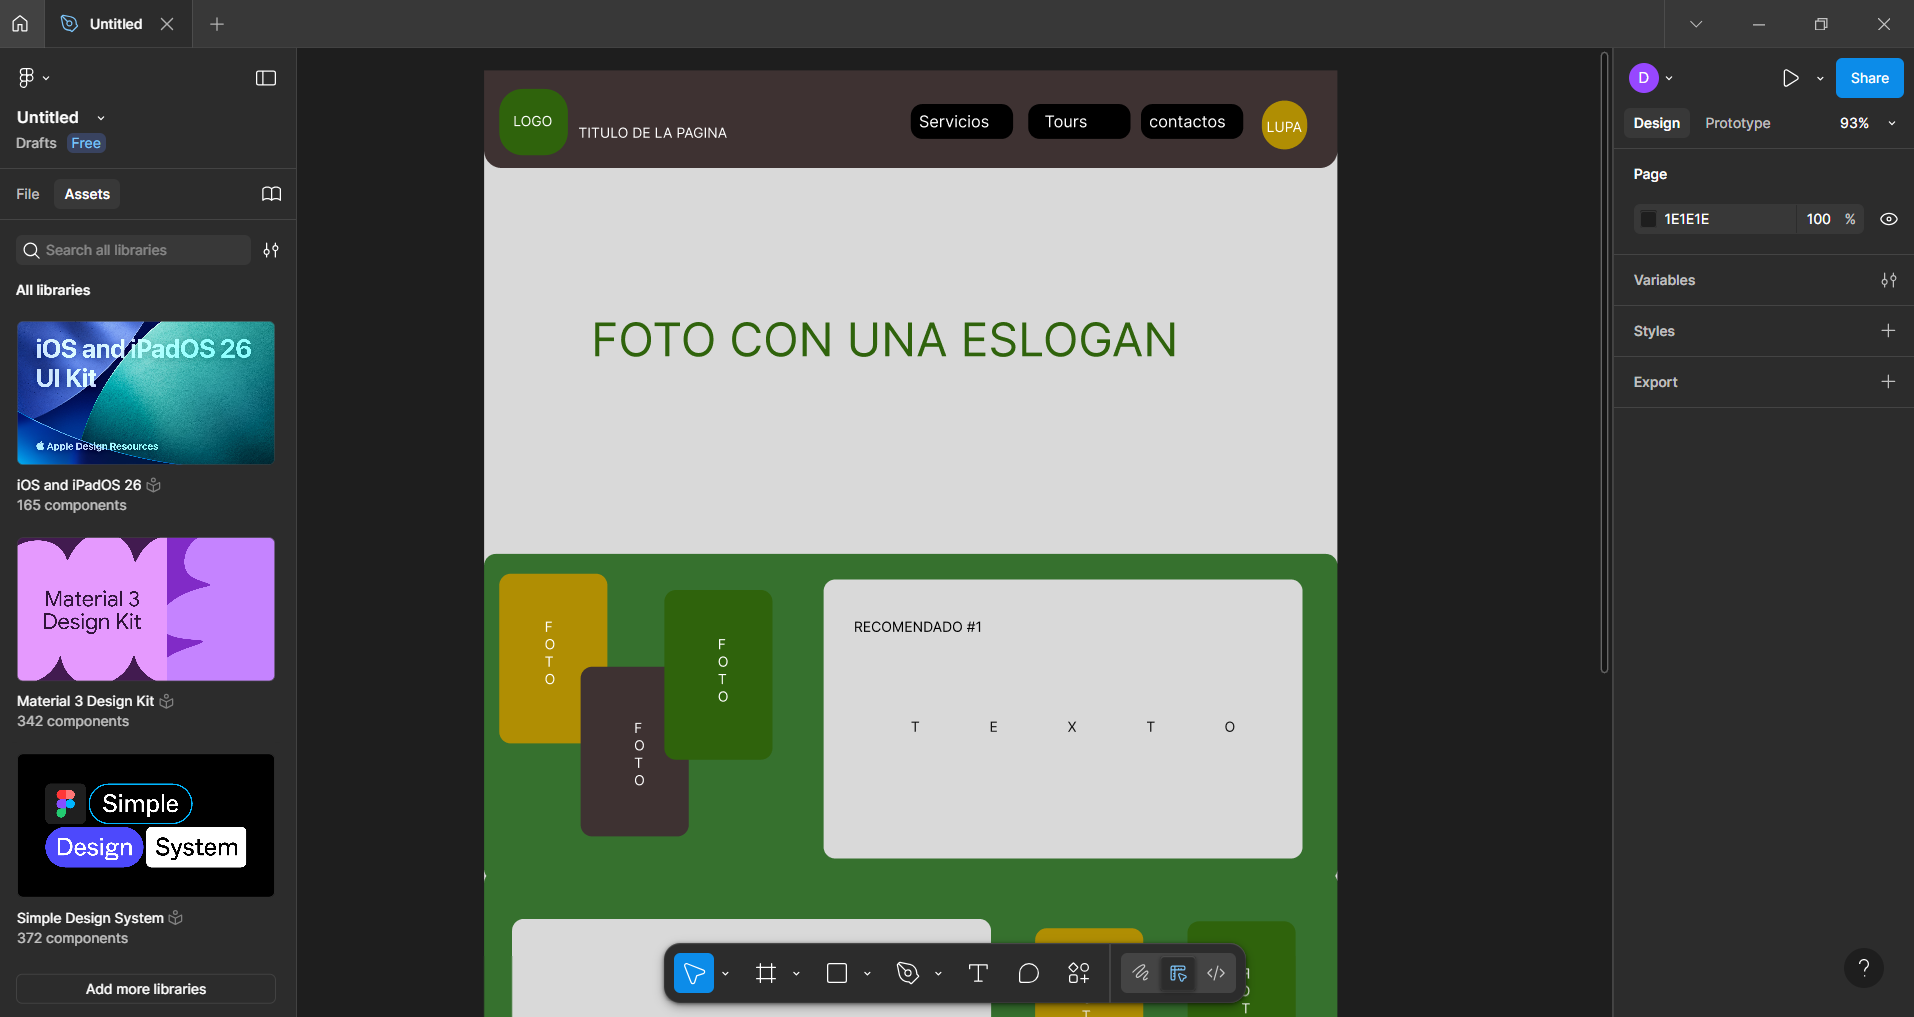 Untitled
Untitled
Drafts Free
File Assets
Search all libraries
All libraries
iOS and iPadOS 26
UI Kit
Apple Design Resources
iOS and iPadOS 26
165 components
Material 3
Design Kit
Material 3 Design Kit
342 components
Simple
Design System
Simple Design System
372 components
Add more libraries
LOGO
TITULO DE LA PAGINA
Servicios
Tours
contactos
LUPA
FOTO CON UNA ESLOGAN
F
O
T
O
F
O
T
O
F
O
T
O
RECOMENDADO #1
T E X T O
T
T
D
Share
Design Prototype 93%
Page
1E1E1E 100 %
Variables
Styles
Export
?